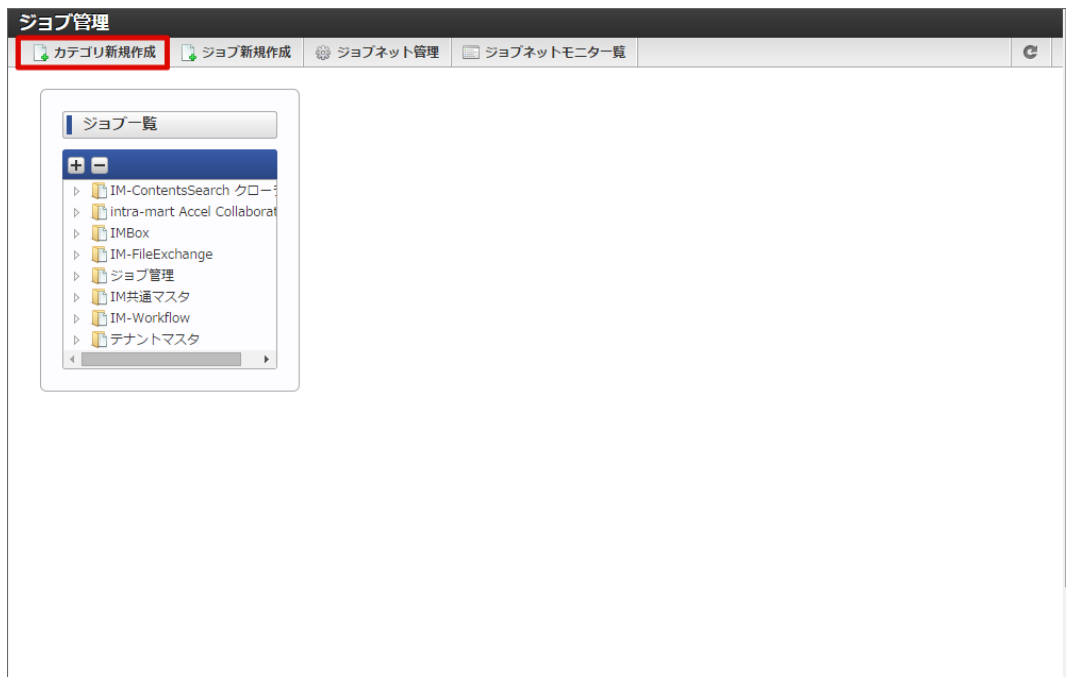 ジョブ管理
カテゴリ新規作成 ジョブ新規作成 ジョブネット管理 ジョブネットモニタ一覧
ジョブ一覧
IM-ContentsSearch クロー
intra-mart Accel Collaborat
IMBox
IM-FileExchange
ジョブ管理
IM共通マスタ
IM-Workflow
テナントマスタ